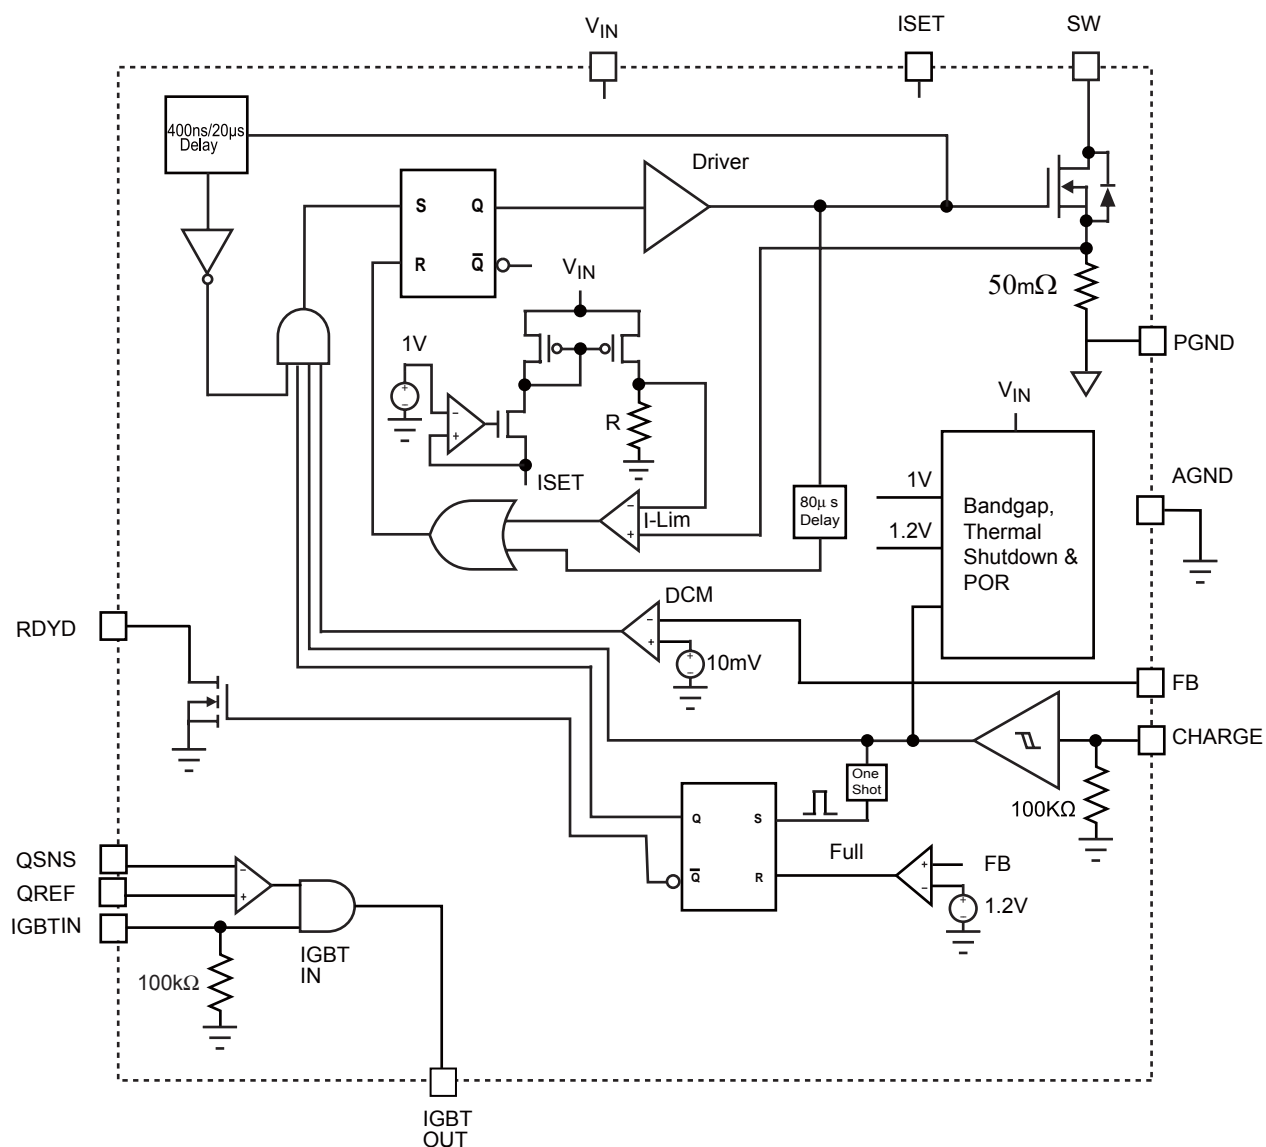 VIN
ISET
SW
400ns/20μs
Delay
Driver
S
Q
R
Q̅
VIN
50mΩ
PGND
1V
VIN
-
+
R
ISET
AGND
1V
1.2V
Bandgap,
Thermal
Shutdown &
POR
-
I-Lim
+
80μ s
Delay
DCM
-
+
10mV
RDYD
FB
CHARGE
One
Shot
100KΩ
Q
S
Q̅
R
Full
+
-
FB
1.2V
QSNS
QREF
IGBTIN
-
+
IGBT
IN
100kΩ
IGBT
OUT